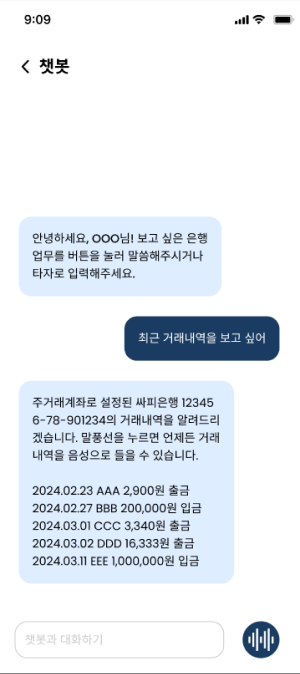 9:09
챗봇
안녕하세요, OOO님! 보고 싶은 은행
업무를 버튼을 눌러 말씀해주시거나
타자로 입력해주세요.
최근 거래내역을 보고 싶어
주거래계좌로 설정된 싸피은행 12345
6-78-901234의 거래내역을 알려드리
겠습니다. 말풍선을 누르면 언제든 거래
내역을 음성으로 들을 수 있습니다.
2024.02.23 AAA 2,900원 출금
2024.02.27 BBB 200,000원 입금
2024.03.01 CCC 3,340원 출금
2024.03.02 DDD 16,333원 출금
2024.03.11 EEE 1,000,000원 입금
챗봇과 대화하기